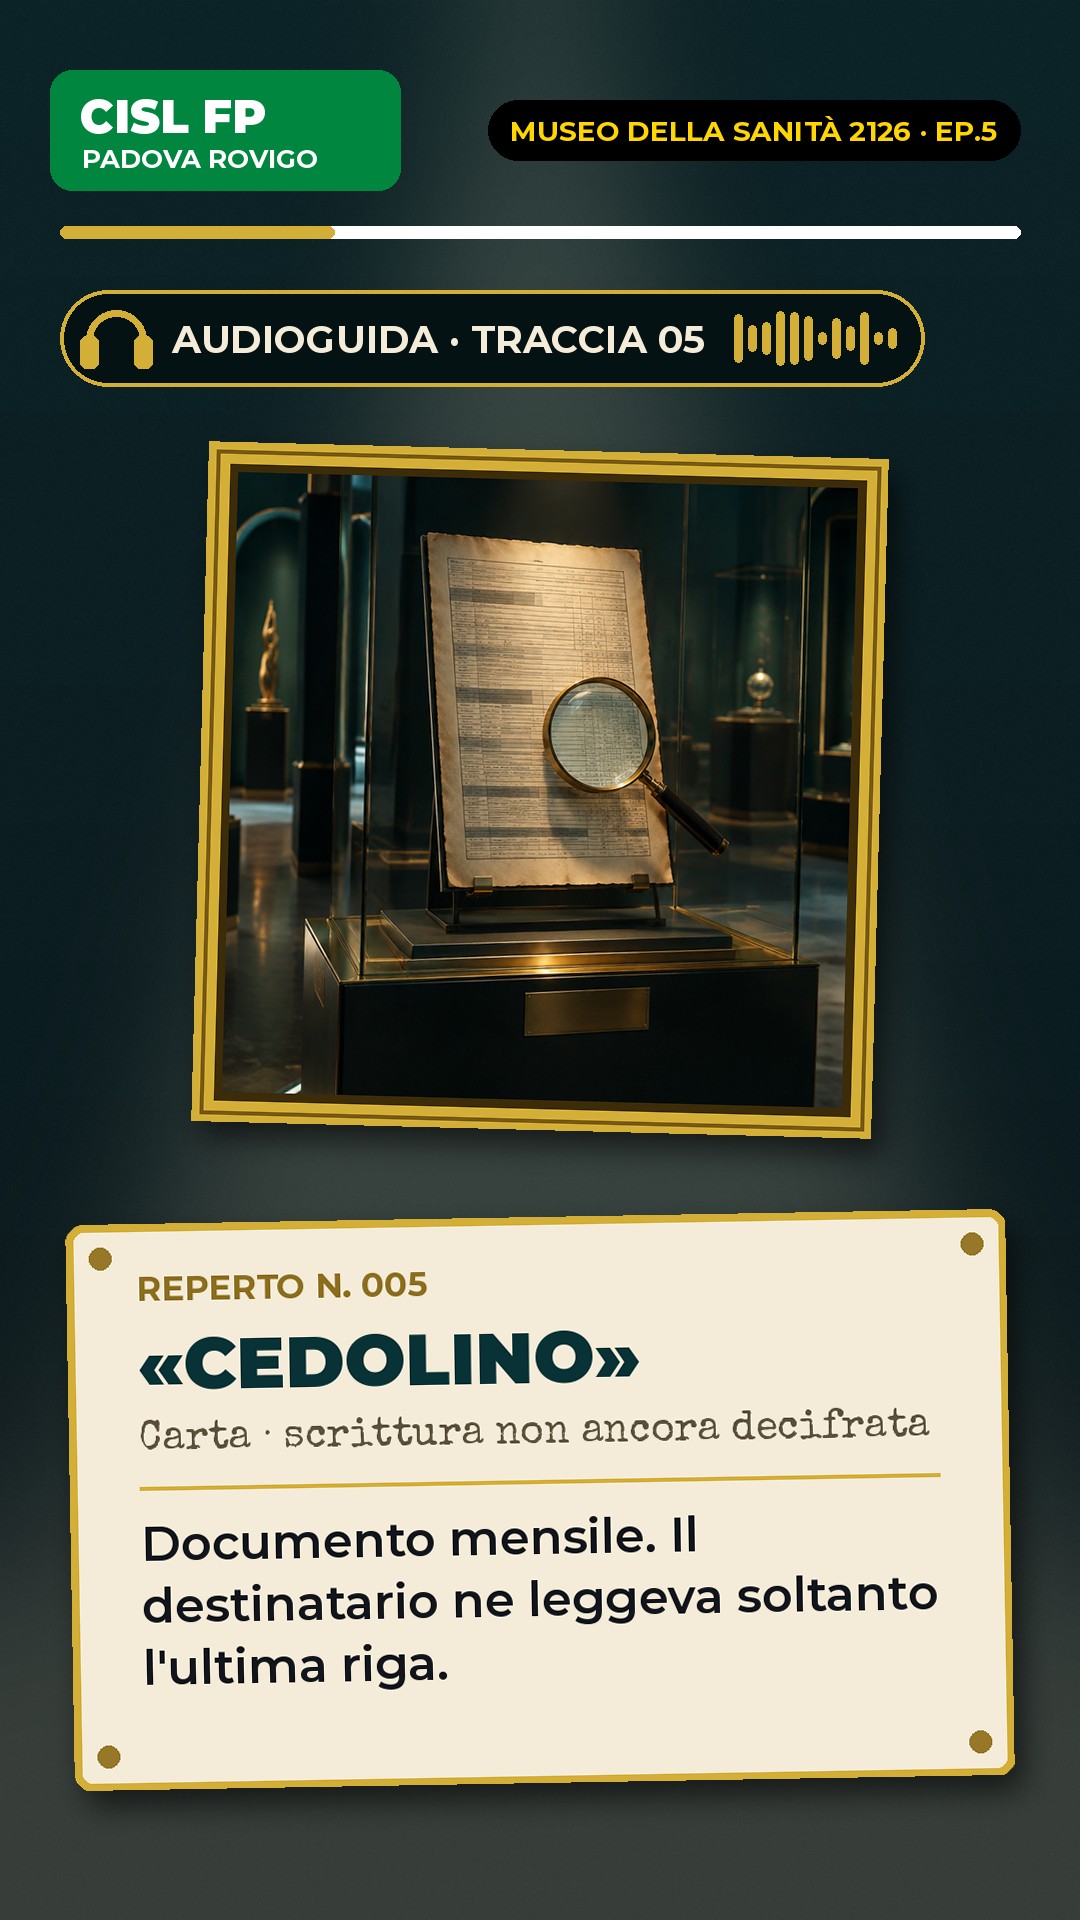 CISL FP
PADOVA ROVIGO
MUSEO DELLA SANITÀ 2126 · EP.5
AUDIOGUIDA · TRACCIA 05
REPERTO N. 005
«CEDOLINO»
Carta · scrittura non ancora decifrata
Documento mensile. Il
destinatario ne leggeva soltanto
l'ultima riga.